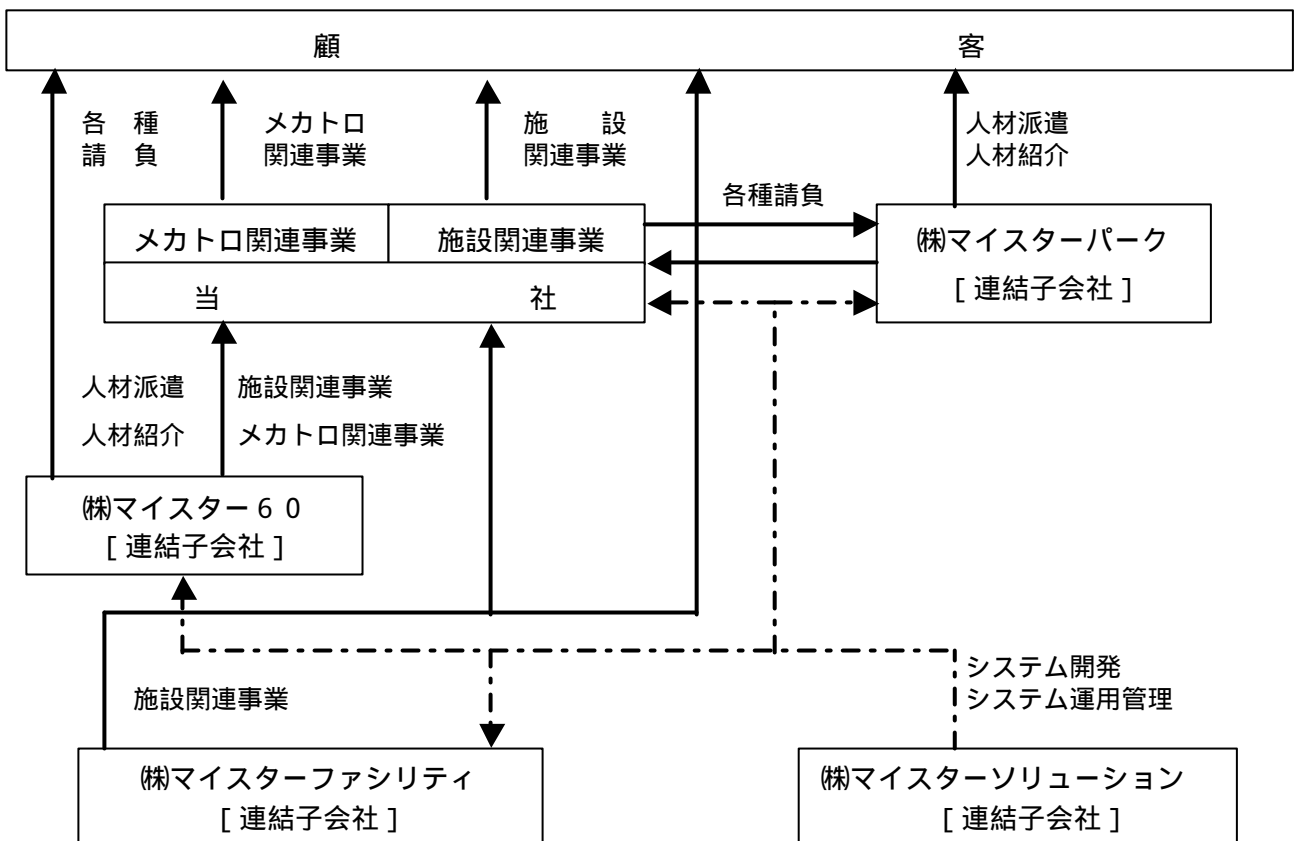 顧 客
各 種
請 負
メカトロ
関連事業
施 設
関連事業
人材派遣
人材紹介
各種請負
メカトロ関連事業
施設関連事業
当 社
㈱マイスターパーク
[ 連結子会社 ]
人材派遣
人材紹介
施設関連事業
メカトロ関連事業
㈱マイスター60
[ 連結子会社 ]
施設関連事業
システム開発
システム運用管理
㈱マイスターファシリティ
[ 連結子会社 ]
㈱マイスターソリューション
[ 連結子会社 ]